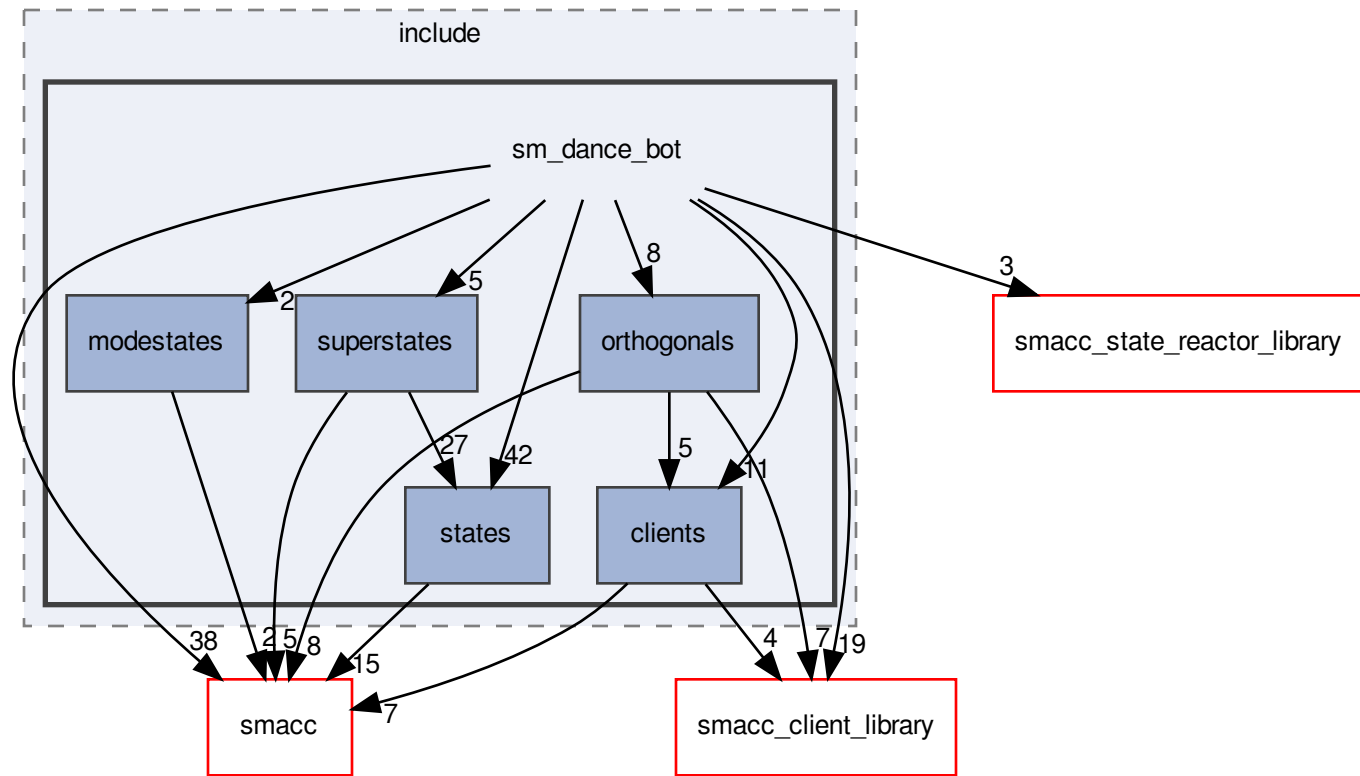 include
sm_dance_bot
8
3
5
2
modestates
superstates
orthogonals
smacc_state_reactor_library
27
42
5
11
states
clients
38
2
5
8
15
4
7
19
7
smacc
smacc_client_library